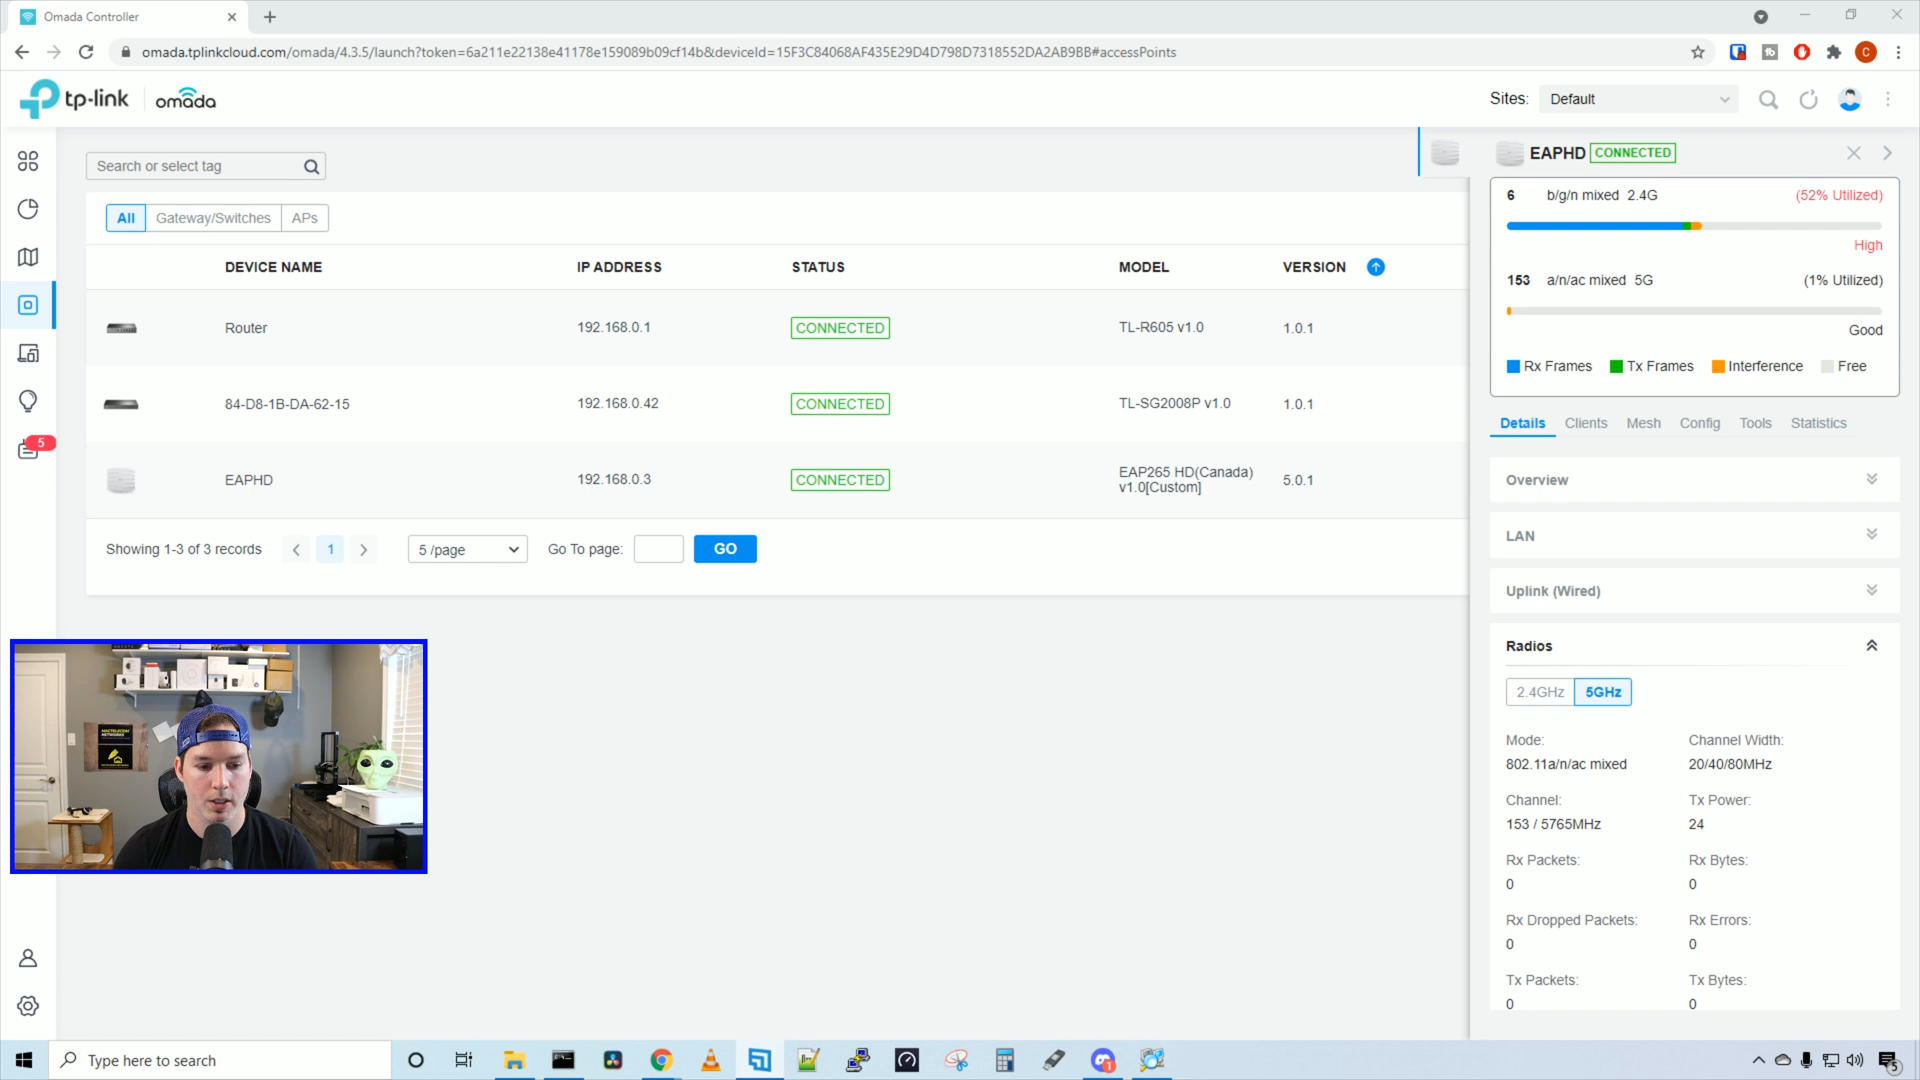 Omada Controller
omada.tplinkcloud.com/omada/4.3.5/launch?token=6a211e22138e41178e159089b09cf14b&deviceId=15F3C84068AF435E29D4D798D7318552DA2AB9BB#accessPoints
tp-link omada
Sites: Default
Search or select tag
EAPHD CONNECTED
6 b/g/n mixed 2.4G (52% Utilized)
High
153 a/n/ac mixed 5G (1% Utilized)
Good
Rx Frames Tx Frames Interference Free
All Gateway/Switches APs
DEVICE NAME IP ADDRESS STATUS MODEL VERSION
Router 192.168.0.1 CONNECTED TL-R605 v1.0 1.0.1
84-D8-1B-DA-62-15 192.168.0.42 CONNECTED TL-SG2008P v1.0 1.0.1
EAPHD 192.168.0.3 CONNECTED EAP265 HD(Canada) v1.0[Custom] 5.0.1
Showing 1-3 of 3 records 1 5 /page Go To page: GO
5
Details Clients Mesh Config Tools Statistics
Overview
LAN
Uplink (Wired)
Radios
2.4GHz 5GHz
Mode: Channel Width:
802.11a/n/ac mixed 20/40/80MHz
Channel: Tx Power:
153 / 5765MHz 24
Rx Packets: Rx Bytes:
0 0
Rx Dropped Packets: Rx Errors:
0 0
Tx Packets: Tx Bytes:
0 0
MACTELECOM
NETWORKS
Type here to search
1
5